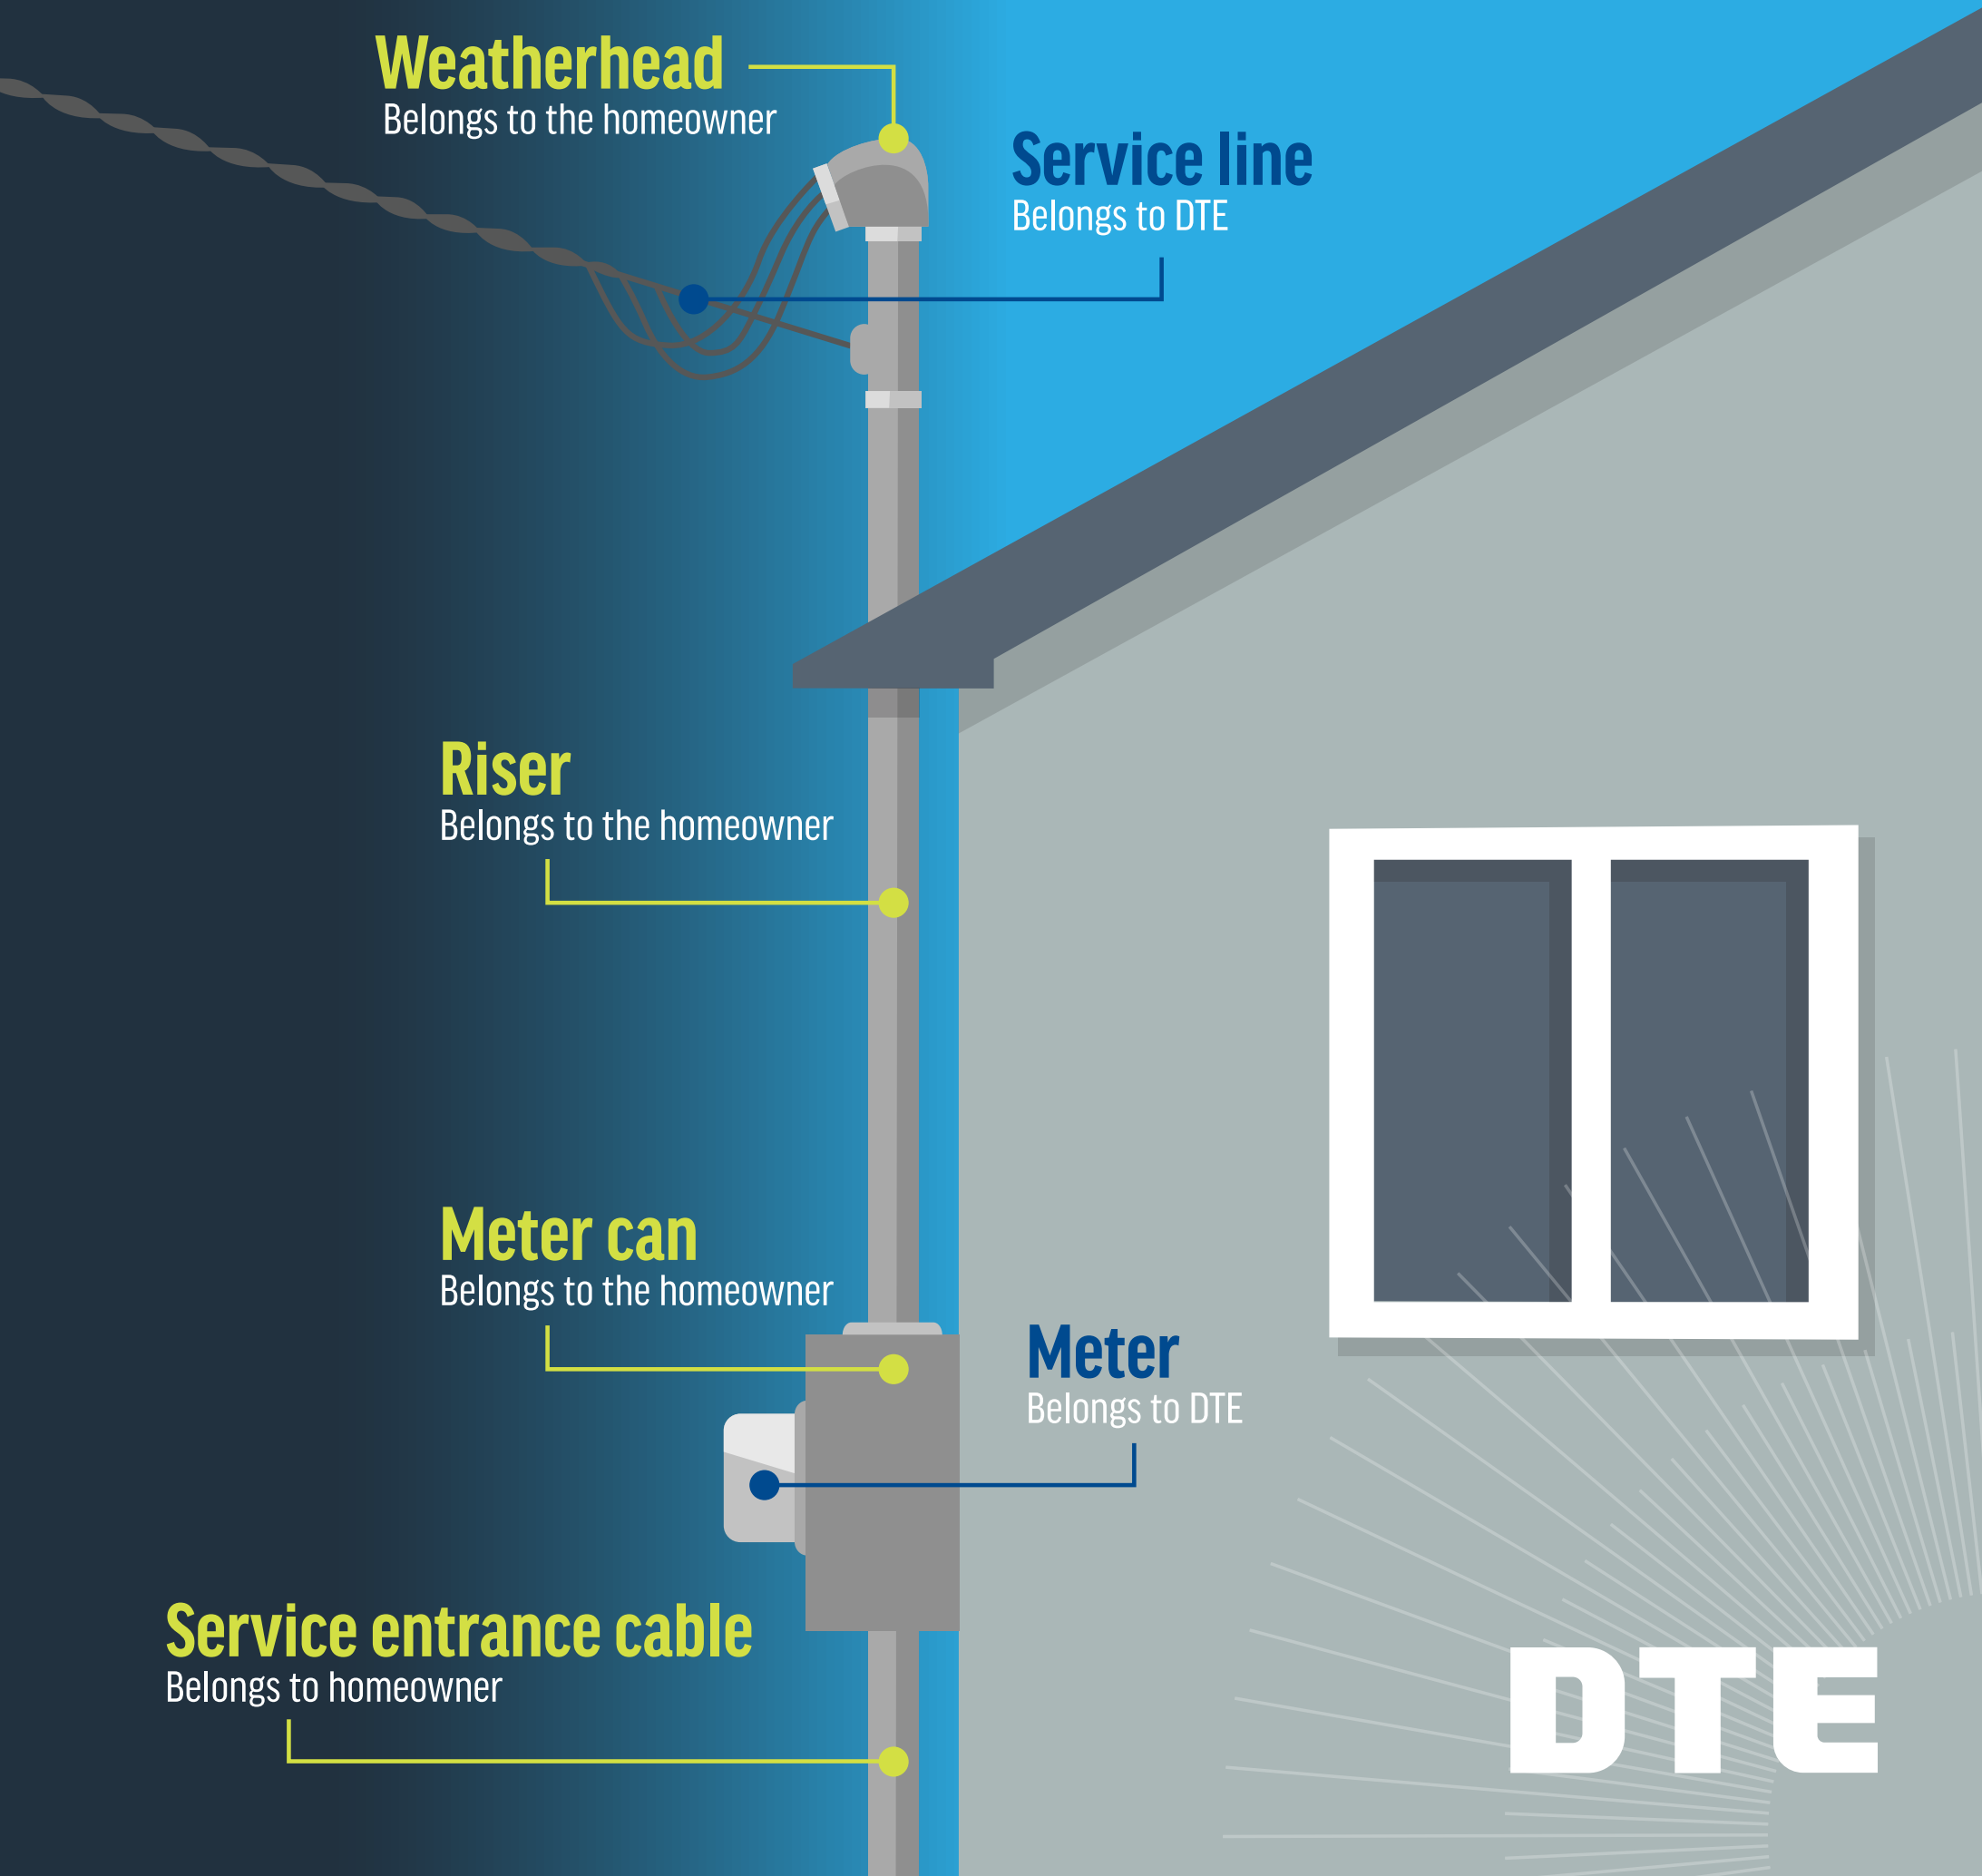 Weatherhead
Belongs to the homeowner
Service line
Belongs to DTE
Riser
Belongs to the homeowner
Meter can
Belongs to the homeowner
Meter
Belongs to DTE
Service entrance cable
Belongs to homeowner
DTE